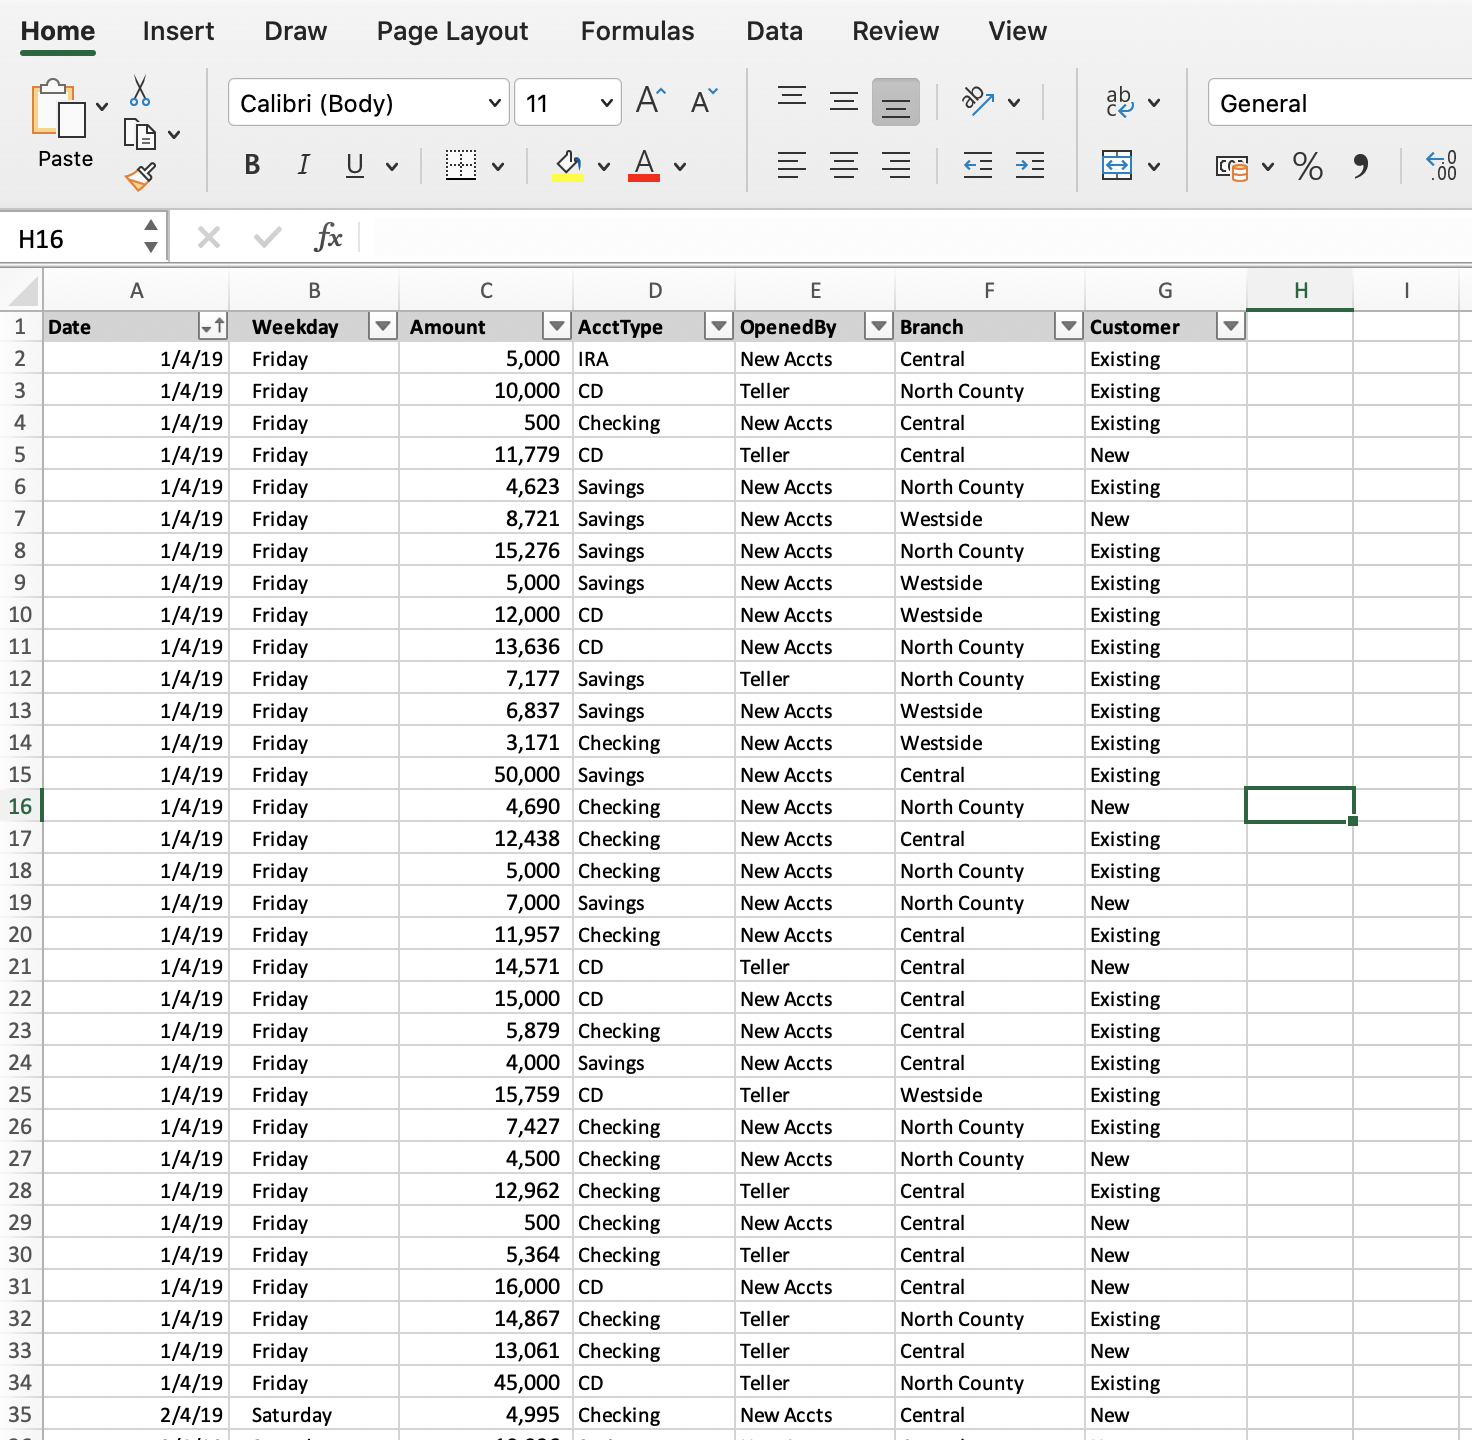 Home Insert Draw Page Layout Formulas Data Review View
Calibri (Body) 11 A A ab ab c General
Paste B I U A % , 0 .00
H16 fx
A B C D E F G H I
1 Date Weekday Amount AcctType OpenedBy Branch Customer
2 1/4/19 Friday 5,000 IRA New Accts Central Existing
3 1/4/19 Friday 10,000 CD Teller North County Existing
4 1/4/19 Friday 500 Checking New Accts Central Existing
5 1/4/19 Friday 11,779 CD Teller Central New
6 1/4/19 Friday 4,623 Savings New Accts North County Existing
7 1/4/19 Friday 8,721 Savings New Accts Westside New
8 1/4/19 Friday 15,276 Savings New Accts North County Existing
9 1/4/19 Friday 5,000 Savings New Accts Westside Existing
10 1/4/19 Friday 12,000 CD New Accts Westside Existing
11 1/4/19 Friday 13,636 CD New Accts North County Existing
12 1/4/19 Friday 7,177 Savings Teller North County Existing
13 1/4/19 Friday 6,837 Savings New Accts Westside Existing
14 1/4/19 Friday 3,171 Checking New Accts Westside Existing
15 1/4/19 Friday 50,000 Savings New Accts Central Existing
16 1/4/19 Friday 4,690 Checking New Accts North County New
17 1/4/19 Friday 12,438 Checking New Accts Central Existing
18 1/4/19 Friday 5,000 Checking New Accts North County Existing
19 1/4/19 Friday 7,000 Savings New Accts North County New
20 1/4/19 Friday 11,957 Checking New Accts Central Existing
21 1/4/19 Friday 14,571 CD Teller Central New
22 1/4/19 Friday 15,000 CD New Accts Central Existing
23 1/4/19 Friday 5,879 Checking New Accts Central Existing
24 1/4/19 Friday 4,000 Savings New Accts Central Existing
25 1/4/19 Friday 15,759 CD Teller Westside Existing
26 1/4/19 Friday 7,427 Checking New Accts North County Existing
27 1/4/19 Friday 4,500 Checking New Accts North County New
28 1/4/19 Friday 12,962 Checking Teller Central Existing
29 1/4/19 Friday 500 Checking New Accts Central New
30 1/4/19 Friday 5,364 Checking Teller Central New
31 1/4/19 Friday 16,000 CD New Accts Central New
32 1/4/19 Friday 14,867 Checking Teller North County Existing
33 1/4/19 Friday 13,061 Checking Teller Central New
34 1/4/19 Friday 45,000 CD Teller North County Existing
35 2/4/19 Saturday 4,995 Checking New Accts Central New